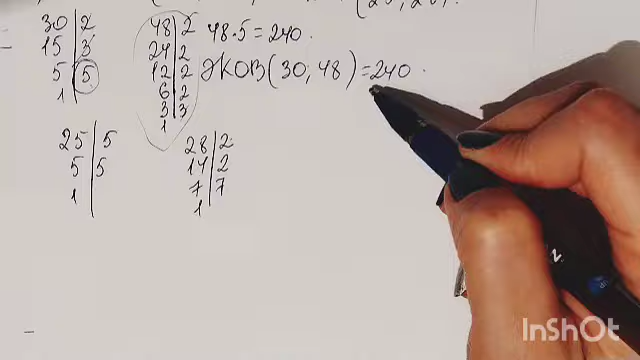 30 | 2
15 | 3
5 | 5
1
48 | 2
24 | 2
12 | 2
6 | 2
3 | 3
1
48·5=240.
ЭКОВ(30, 48)=240.
25 | 5
5 | 5
1
28 | 2
14 | 2
7 | 7
1
InShOt